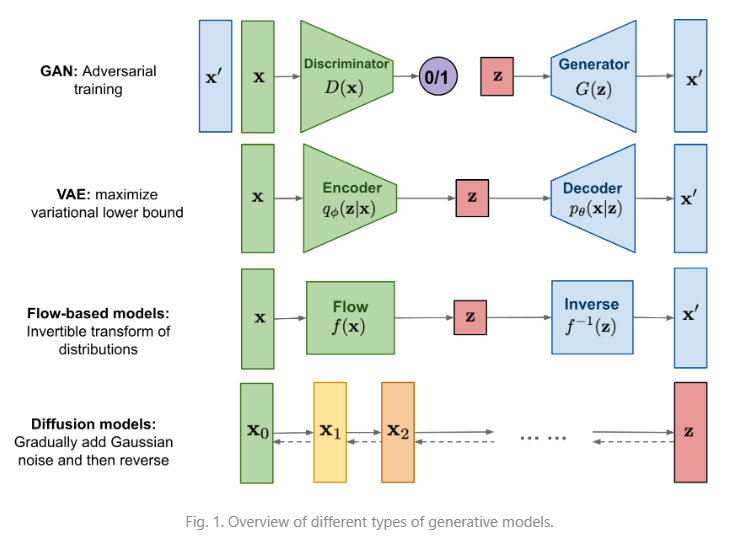 GAN: Adversarial
training
x′
x
Discriminator
D(x)
0/1
z
Generator
G(z)
x′
VAE: maximize
variational lower bound
x
Encoder
qϕ(z|x)
z
Decoder
pθ(x|z)
x′
Flow-based models:
Invertible transform of
distributions
x
Flow
f(x)
z
Inverse
f⁻¹(z)
x′
Diffusion models:
Gradually add Gaussian
noise and then reverse
x₀
x₁
x₂
... ...
z
Fig. 1. Overview of different types of generative models.